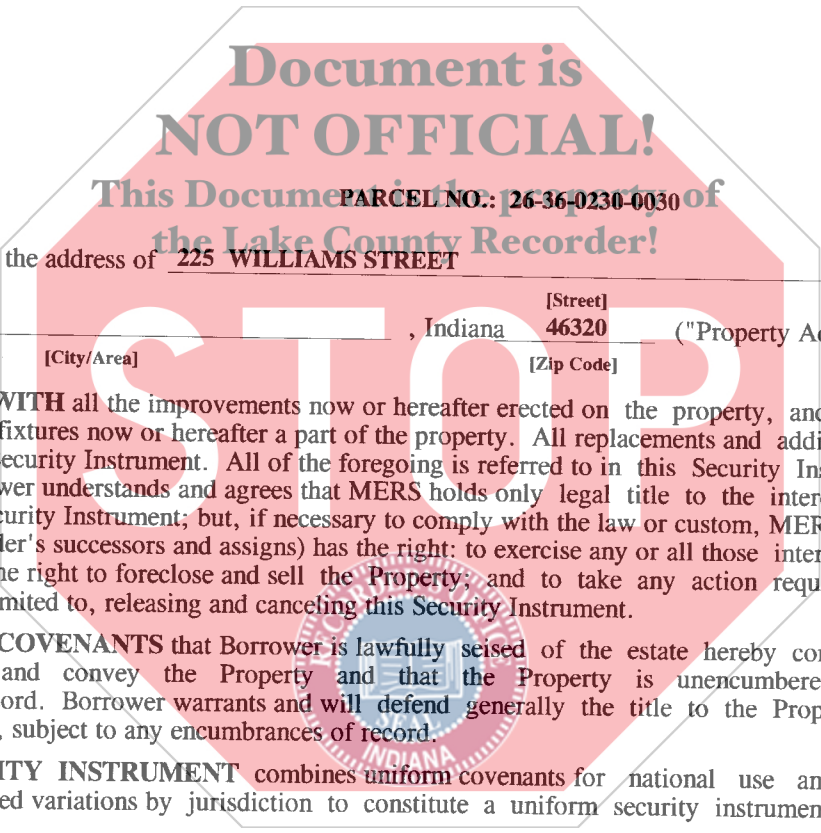 Document is
NOT OFFICIAL!
This Document is the property of
PARCEL NO.: 26-36-0230-0030
the Lake County Recorder!
the address of 225 WILLIAMS STREET
[Street]
, Indiana 46320 ("Property Ad
[City/Area] [Zip Code]
WITH all the improvements now or hereafter erected on the property, and
fixtures now or hereafter a part of the property. All replacements and addi
ecurity Instrument. All of the foregoing is referred to in this Security Ins
wer understands and agrees that MERS holds only legal title to the inter
curity Instrument; but, if necessary to comply with the law or custom, MER
der's successors and assigns) has the right: to exercise any or all those inter
he right to foreclose and sell the Property; and to take any action requ
mited to, releasing and canceling this Security Instrument.
COVENANTS that Borrower is lawfully seised of the estate hereby con
and convey the Property and that the Property is unencumbere
ord. Borrower warrants and will defend generally the title to the Prop
, subject to any encumbrances of record.
ITY INSTRUMENT combines uniform covenants for national use an
ed variations by jurisdiction to constitute a uniform security instrumen
STOP
SEAL
INDIANA